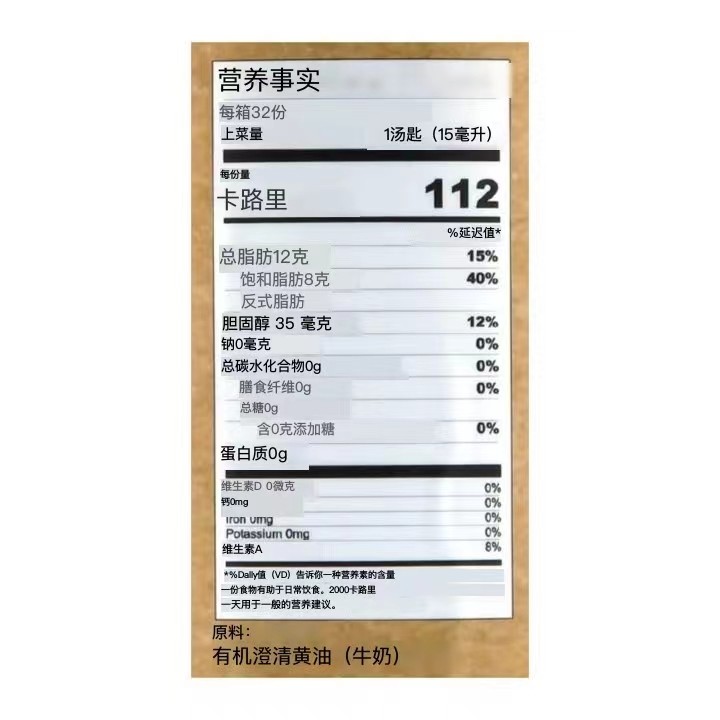 营养事实
每箱32份
上菜量 1汤匙（15毫升）
每份量
卡路里 112
%延迟值*
总脂肪12克 15%
饱和脂肪8克 40%
反式脂肪
胆固醇 35 毫克 12%
钠0毫克 0%
总碳水化合物0g 0%
膳食纤维0g 0%
总糖0g
含0克添加糖 0%
蛋白质0g
维生素D 0微克 0%
钙0mg 0%
Iron 0mg 0%
Potassium 0mg 0%
维生素A 8%
*%Dally值（VD）告诉你一种营养素的含量
一份食物有助于日常饮食。2000卡路里
一天用于一般的营养建议。
原料：
有机澄清黄油（牛奶）